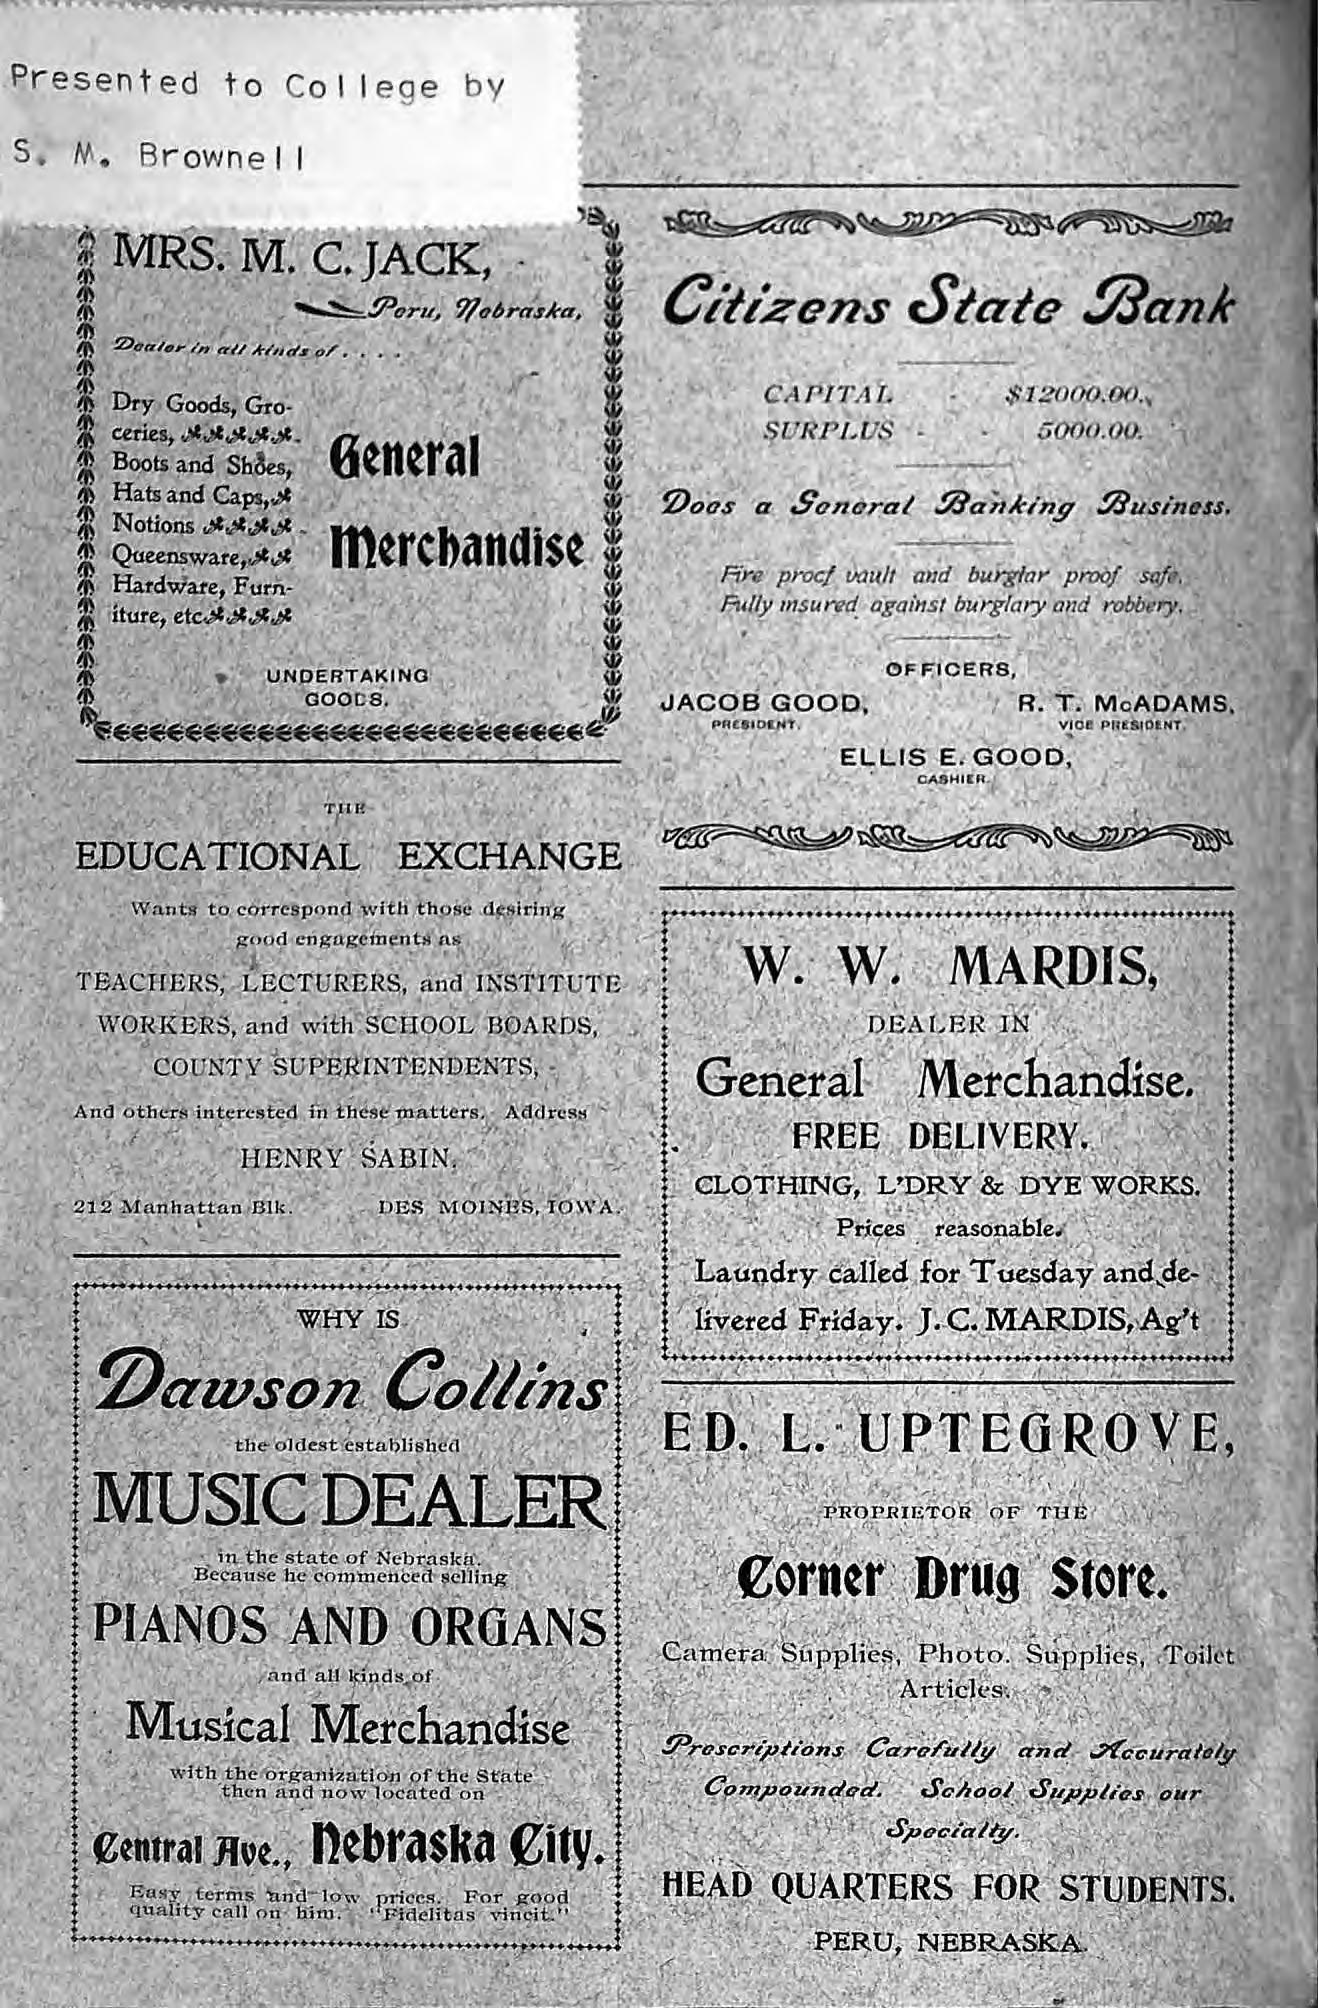 Presented to College by
S. M. Brownell
MRS. M. C. JACK,
Peru, Nebraska,
Dealer in all kinds of . . . .
Dry Goods, Gro-
ceries,
Boots and Shoes,
Hats and Caps,
Notions
Queensware,
Hardware, Furn-
iture, etc.
General
Merchandise
UNDERTAKING
GOODS.
THE
EDUCATIONAL EXCHANGE
Wants to correspond with those desiring
good engagements as
TEACHERS, LECTURERS, and INSTITUTE
WORKERS, and with SCHOOL BOARDS,
COUNTY SUPERINTENDENTS,
And others interested in these matters. Address
HENRY SABIN.
212 Manhattan Blk. DES MOINES, IOWA.
WHY IS
Dawson Collins
the oldest established
MUSIC DEALER
in the state of Nebraska.
Because he commenced selling
PIANOS AND ORGANS
and all kinds of
Musical Merchandise
with the organization of the State
then and now located on
Central Ave., Nebraska City.
Easy terms and low prices. For good
quality call on him. "Fidelitas vincit."
Citizens State Bank
CAPITAL - $12000.00.
SURPLUS - - 5000.00.
Does a General Banking Business.
Fire proof vault and burglar proof safe.
Fully insured against burglary and robbery.
OFFICERS,
JACOB GOOD, R. T. McADAMS,
PRESIDENT. VICE PRESIDENT.
ELLIS E. GOOD,
CASHIER.
W. W. MARDIS,
DEALER IN
General Merchandise.
FREE DELIVERY.
CLOTHING, L'DRY & DYE WORKS.
Prices reasonable.
Laundry called for Tuesday and de-
livered Friday. J. C. MARDIS, Ag't
ED. L. UPTEGROVE,
PROPRIETOR OF THE
Corner Drug Store.
Camera Supplies, Photo. Supplies, Toilet
Articles.
Prescriptions Carefully and Accurately
Compounded. School Supplies our
Specialty.
HEAD QUARTERS FOR STUDENTS.
PERU, NEBRASKA.